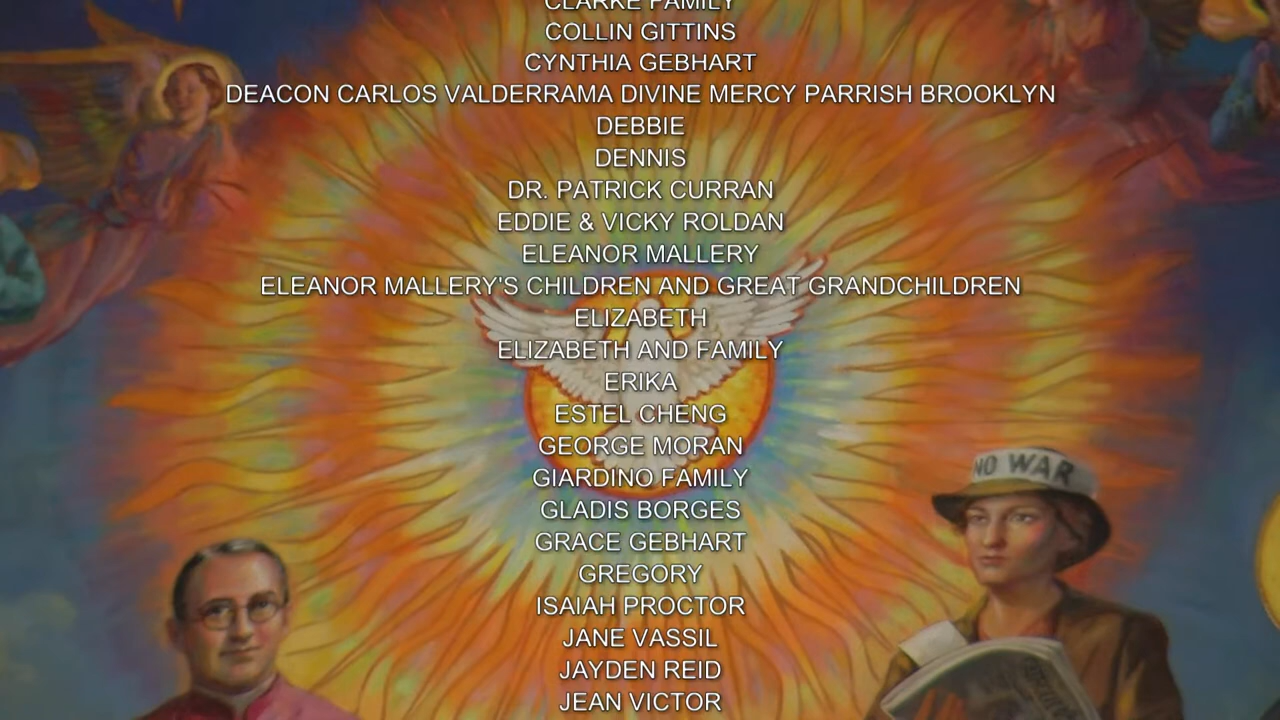 CLARKE FAMILY
COLLIN GITTINS
CYNTHIA GEBHART
DEACON CARLOS VALDERRAMA DIVINE MERCY PARRISH BROOKLYN
DEBBIE
DENNIS
DR. PATRICK CURRAN
EDDIE & VICKY ROLDAN
ELEANOR MALLERY
ELEANOR MALLERY'S CHILDREN AND GREAT GRANDCHILDREN
ELIZABETH
ELIZABETH AND FAMILY
ERIKA
ESTEL CHENG
GEORGE MORAN
GIARDINO FAMILY
NO WAR
GLADIS BORGES
GRACE GEBHART
GREGORY
ISAIAH PROCTOR
JANE VASSIL
JAYDEN REID
JEAN VICTOR